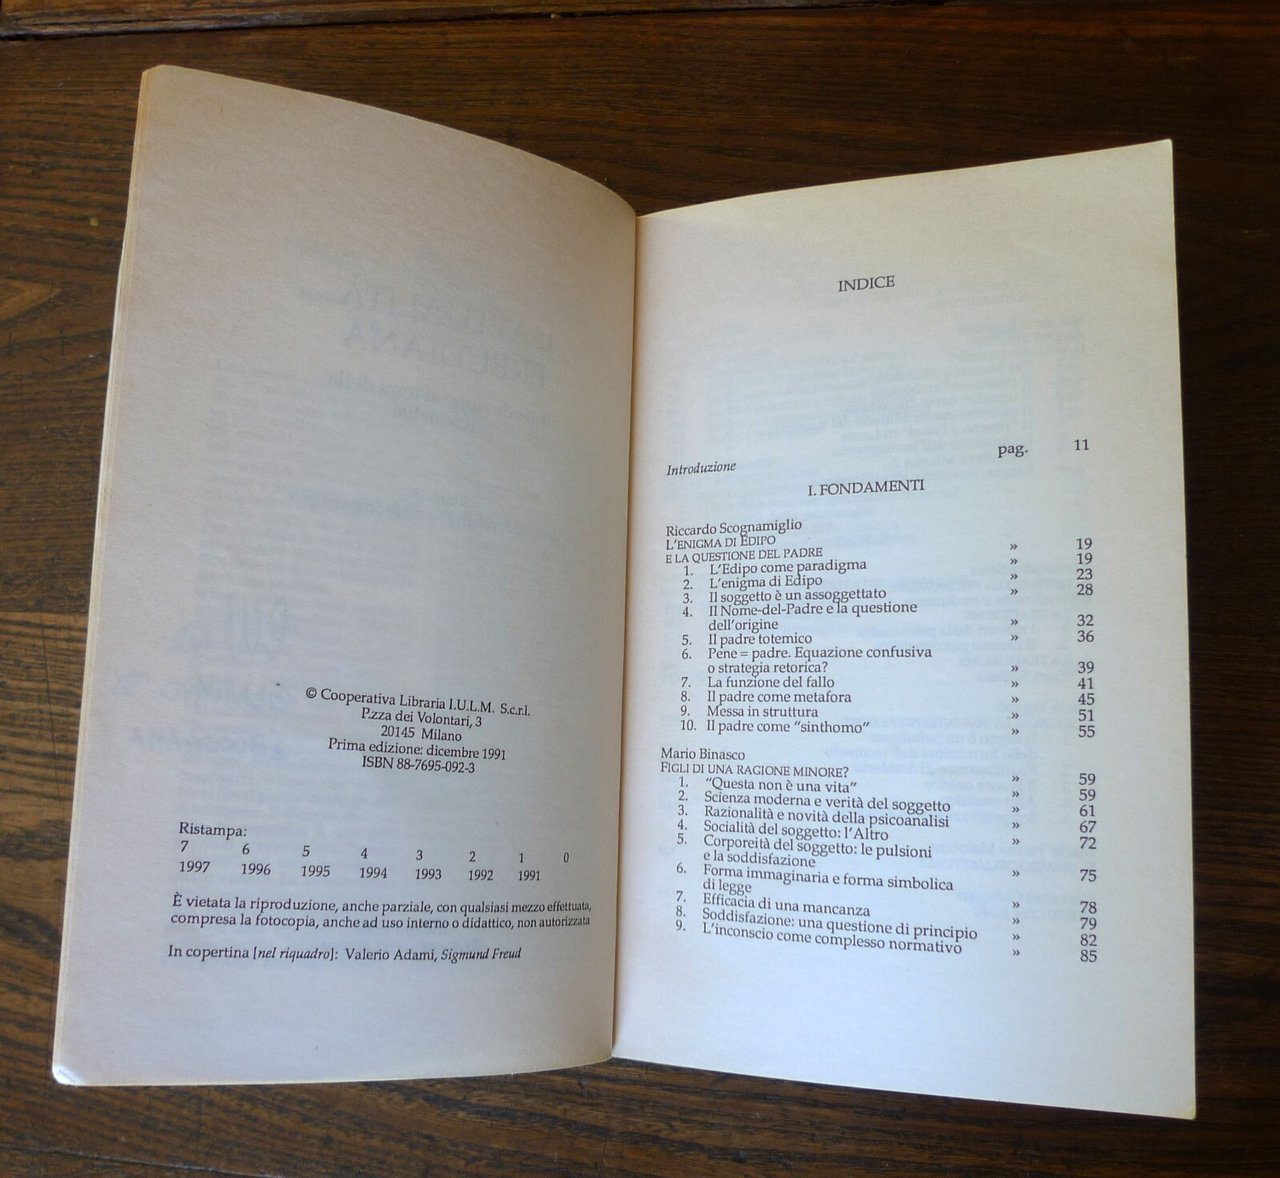 © Cooperativa Libraria I.U.L.M. S.c.r.l.
P.zza dei Volontari, 3
20145 Milano
Prima edizione: dicembre 1991
ISBN 88-7695-092-3
Ristampa:
7 6 5 4 3 2 1 0
1997 1996 1995 1994 1993 1992 1991
È vietata la riproduzione, anche parziale, con qualsiasi mezzo effettuata,
compresa la fotocopia, anche ad uso interno o didattico, non autorizzata
In copertina [nel riquadro]: Valerio Adami, Sigmund Freud
INDICE
Introduzione pag. 11
I. FONDAMENTI
Riccardo Scognamiglio
L'ENIGMA DI EDIPO
E LA QUESTIONE DEL PADRE » 19
1. L'Edipo come paradigma » 19
2. L'enigma di Edipo » 23
3. Il soggetto è un assoggettato » 28
4. Il Nome-del-Padre e la questione
dell'origine » 32
5. Il padre totemico » 36
6. Pene = padre. Equazione confusiva
o strategia retorica? » 39
7. La funzione del fallo » 41
8. Il padre come metafora » 45
9. Messa in struttura » 51
10. Il padre come "sinthomo" » 55
Mario Binasco
FIGLI DI UNA RAGIONE MINORE? » 59
1. "Questa non è una vita" » 59
2. Scienza moderna e verità del soggetto » 61
3. Razionalità e novità della psicoanalisi » 67
4. Socialità del soggetto: l'Altro » 72
5. Corporeità del soggetto: le pulsioni
e la soddisfazione » 75
6. Forma immaginaria e forma simbolica
di legge » 78
7. Efficacia di una mancanza » 79
8. Soddisfazione: una questione di principio » 82
9. L'inconscio come complesso normativo » 85